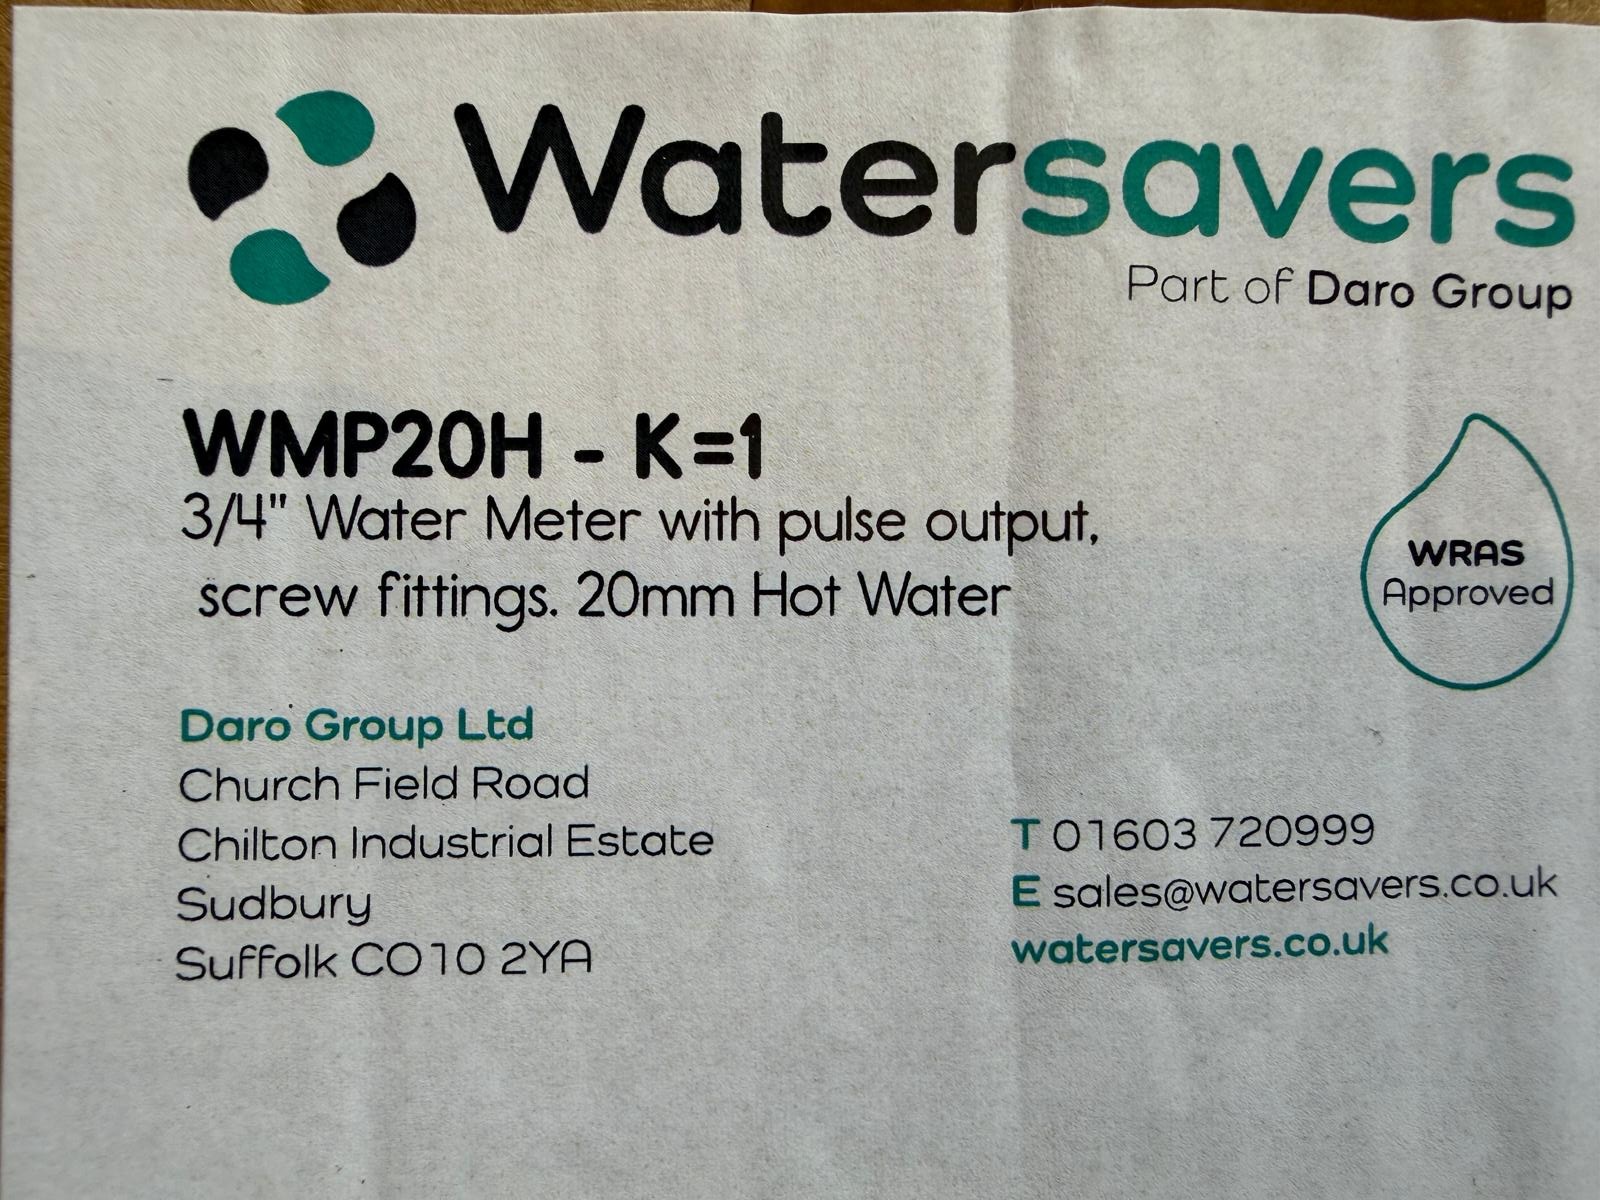 Watersavers
Part of Daro Group
WMP20H - K=1
3/4" Water Meter with pulse output,
screw fittings. 20mm Hot Water
WRAS
Approved
Daro Group Ltd
Church Field Road
Chilton Industrial Estate
Sudbury
Suffolk CO10 2YA
T 01603 720999
E sales@watersavers.co.uk
watersavers.co.uk